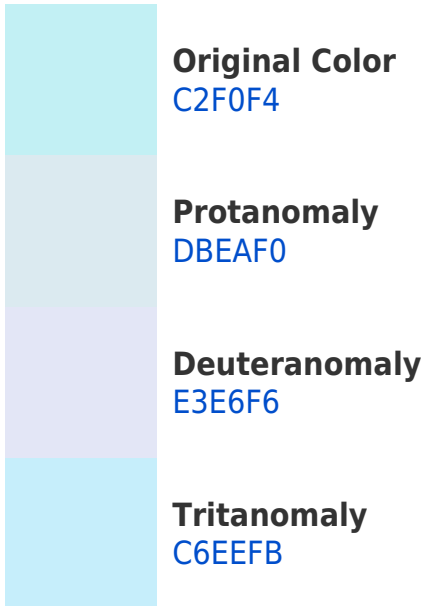 Original Color
C2F0F4
Protanomaly
DBEAF0
Deuteranomaly
E3E6F6
Tritanomaly
C6EEFB